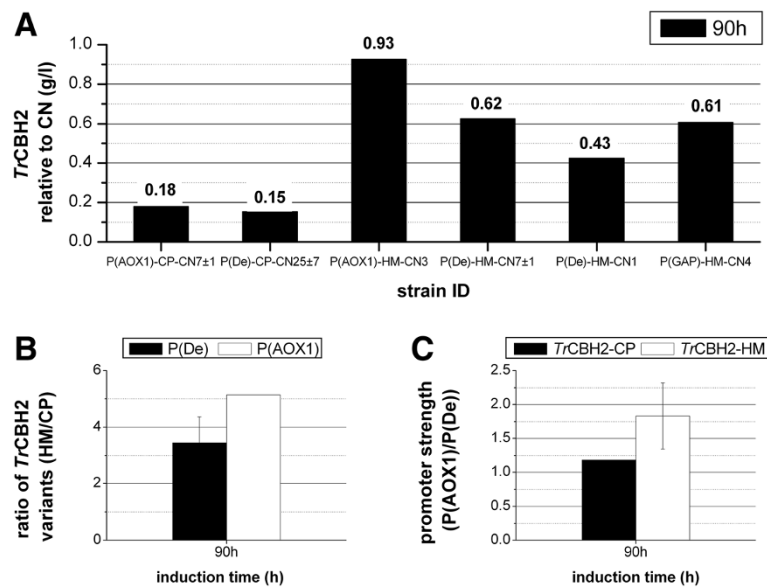 A
90h
TrCBH2
relative to CN (g/l)
1.0
0.8
0.6
0.4
0.2
0.0
0.18
0.15
0.93
0.62
0.43
0.61
P(AOX1)-CP-CN7±1 P(De)-CP-CN25±7 P(AOX1)-HM-CN3 P(De)-HM-CN7±1 P(De)-HM-CN1 P(GAP)-HM-CN4
strain ID
B
P(De) P(AOX1)
ratio of TrCBH2
variants (HM/CP)
6
4
2
0
90h
induction time (h)
C
TrCBH2-CP TrCBH2-HM
promoter strength
(P(AOX1)/P(De))
2.5
2.0
1.5
1.0
0.5
0.0
90h
induction time (h)